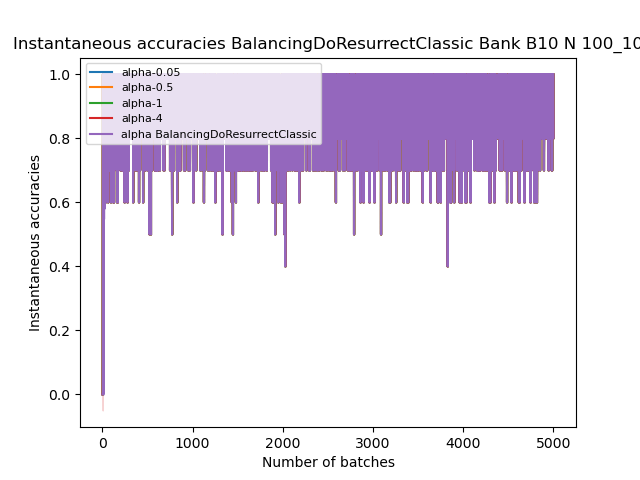 Instantaneous accuracies BalancingDoResurrectClassic Bank B10 N 100_10
alpha-0.05
alpha-0.5
alpha-1
alpha-4
alpha BalancingDoResurrectClassic
1.0
0.8
0.6
0.4
0.2
0.0
Instantaneous accuracies
0 1000 2000 3000 4000 5000
Number of batches